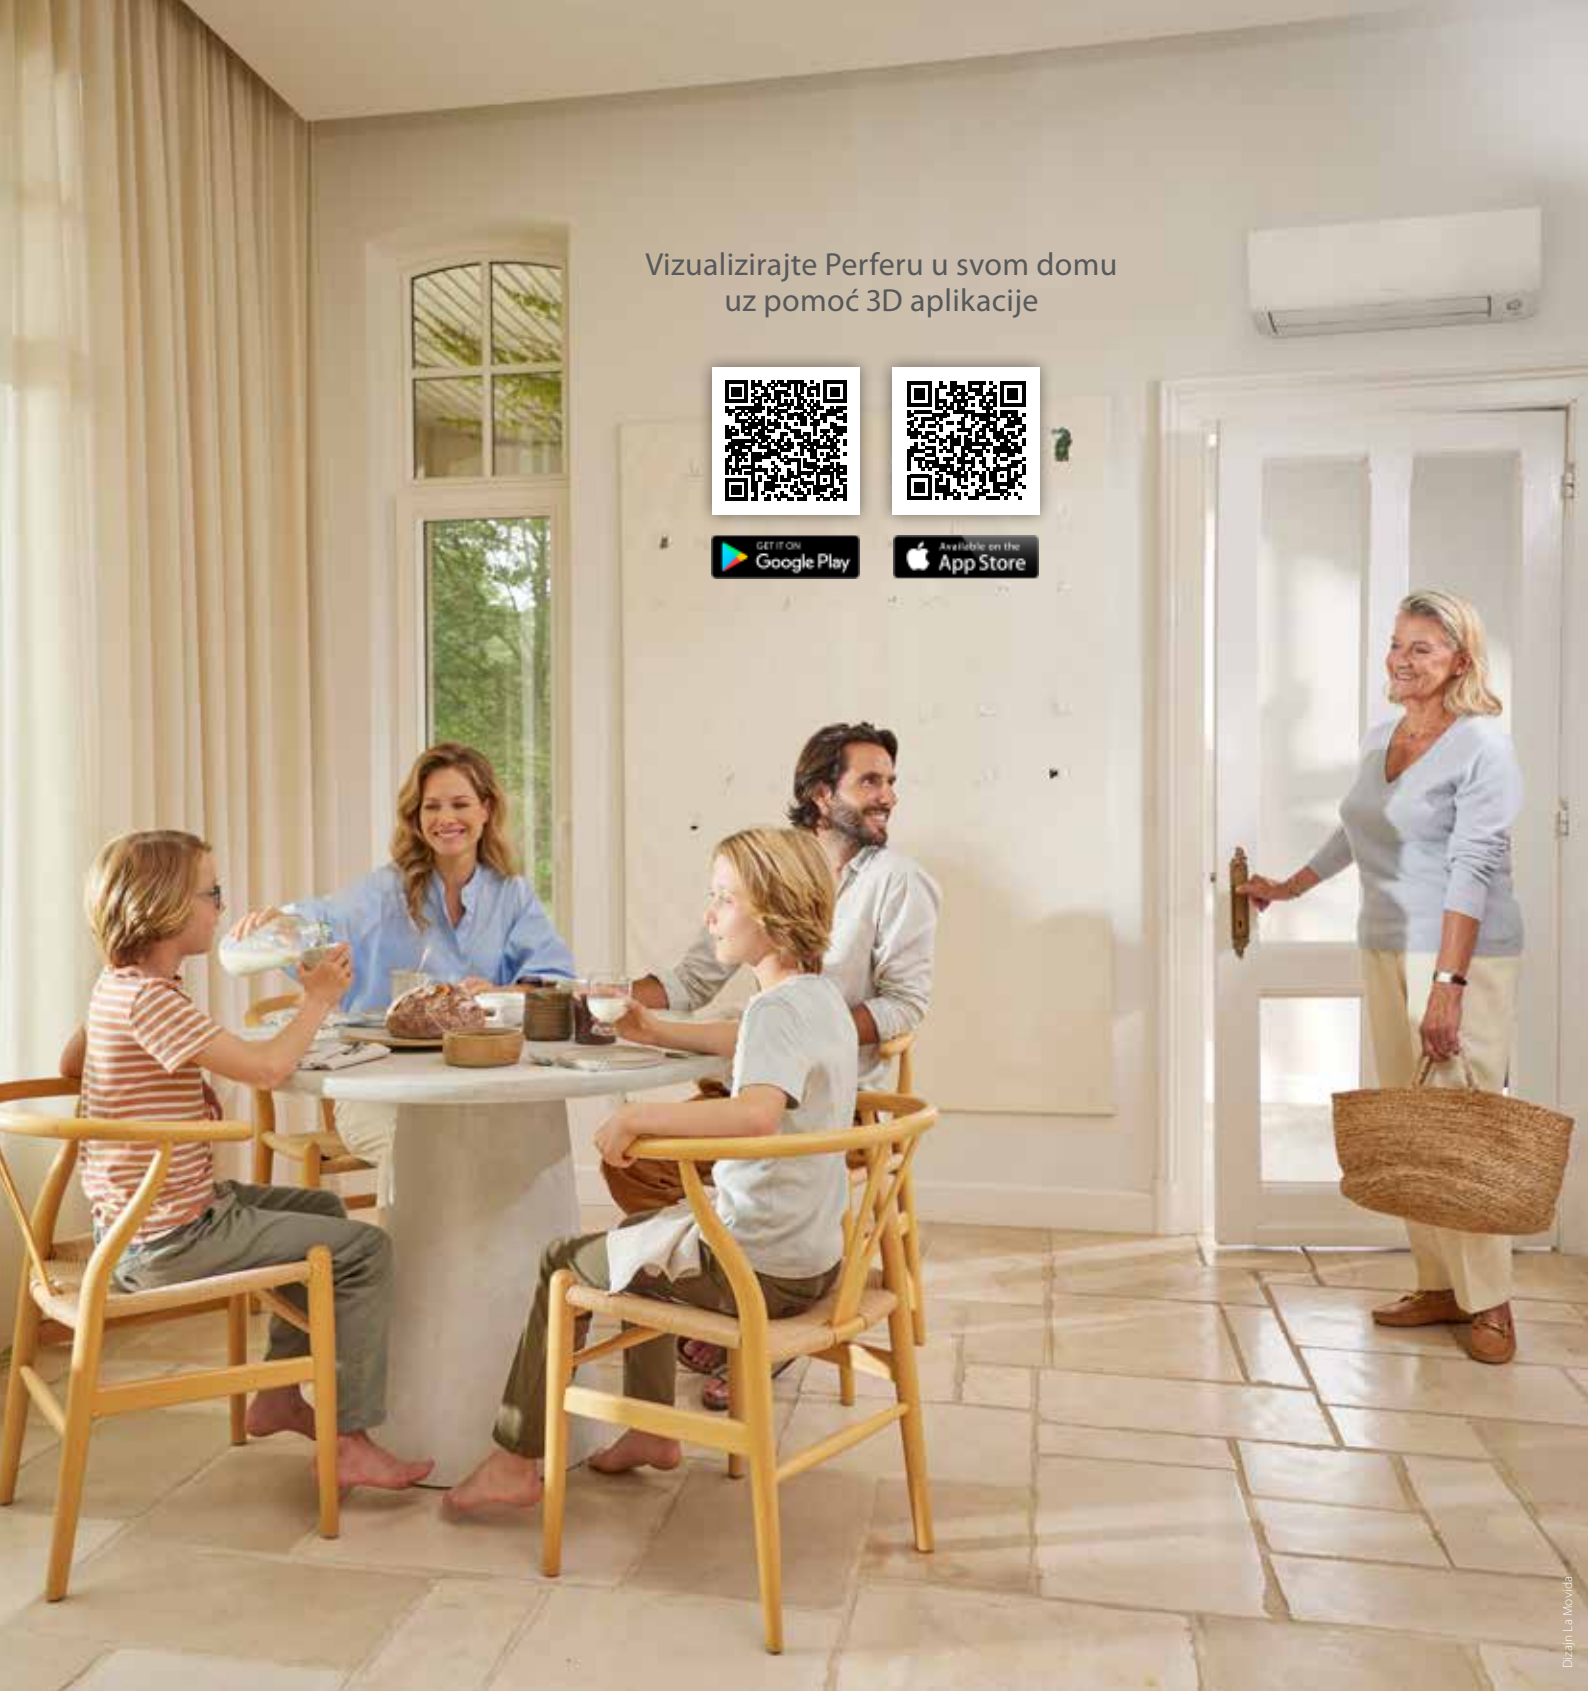 Vizualizirajte Perferu u svom domu
uz pomoć 3D aplikacije
GET IT ON
Google Play
Available on the
App Store
Dizajn La Movida